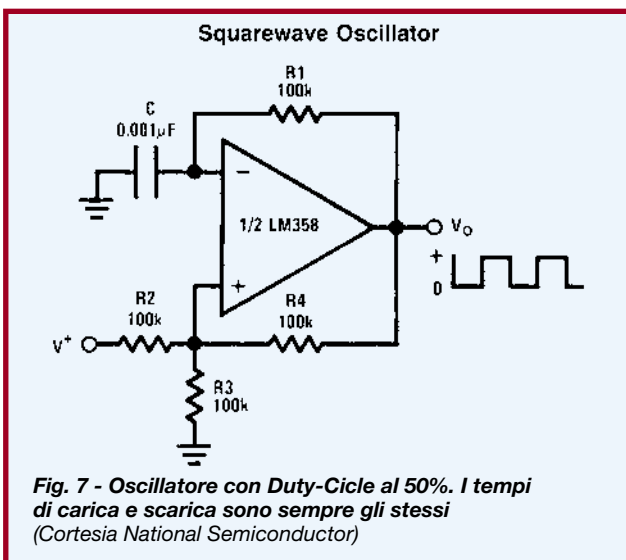 Squarewave Oscillator
R1
100k
C
0.001µF
−
1/2 LM358
+
Vo
+
0
R2
100k
R4
100k
V+
R3
100k
Fig. 7 - Oscillatore con Duty-Cicle al 50%. I tempi
di carica e scarica sono sempre gli stessi
(Cortesia National Semiconductor)